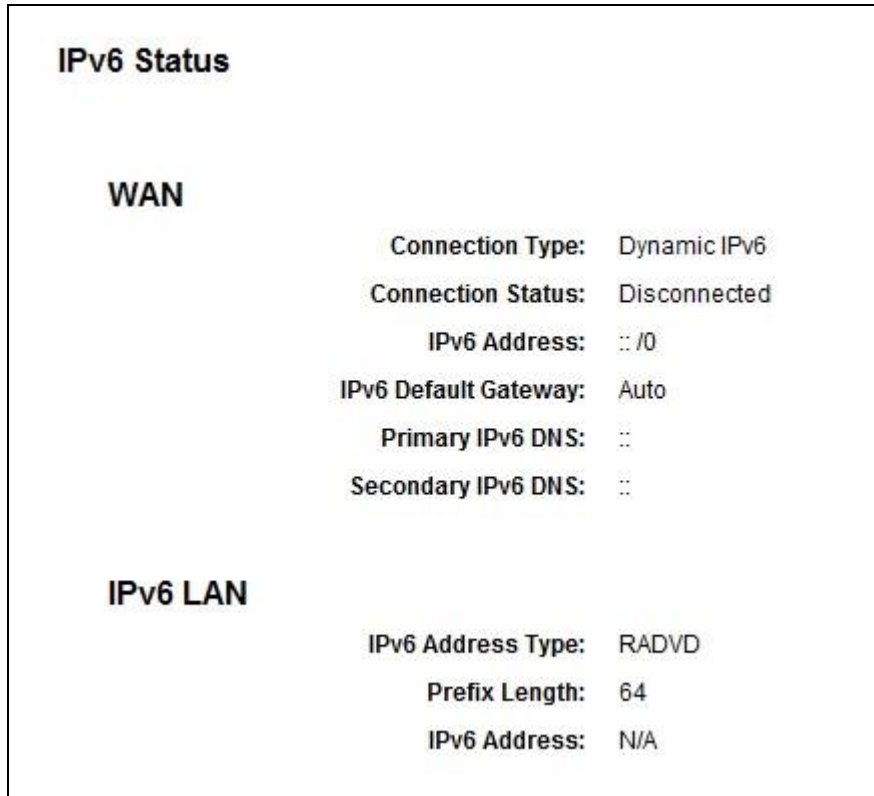 IPv6 Status
WAN
Connection Type: Dynamic IPv6
Connection Status: Disconnected
IPv6 Address: :: /0
IPv6 Default Gateway: Auto
Primary IPv6 DNS: ::
Secondary IPv6 DNS: ::
IPv6 LAN
IPv6 Address Type: RADVD
Prefix Length: 64
IPv6 Address: N/A